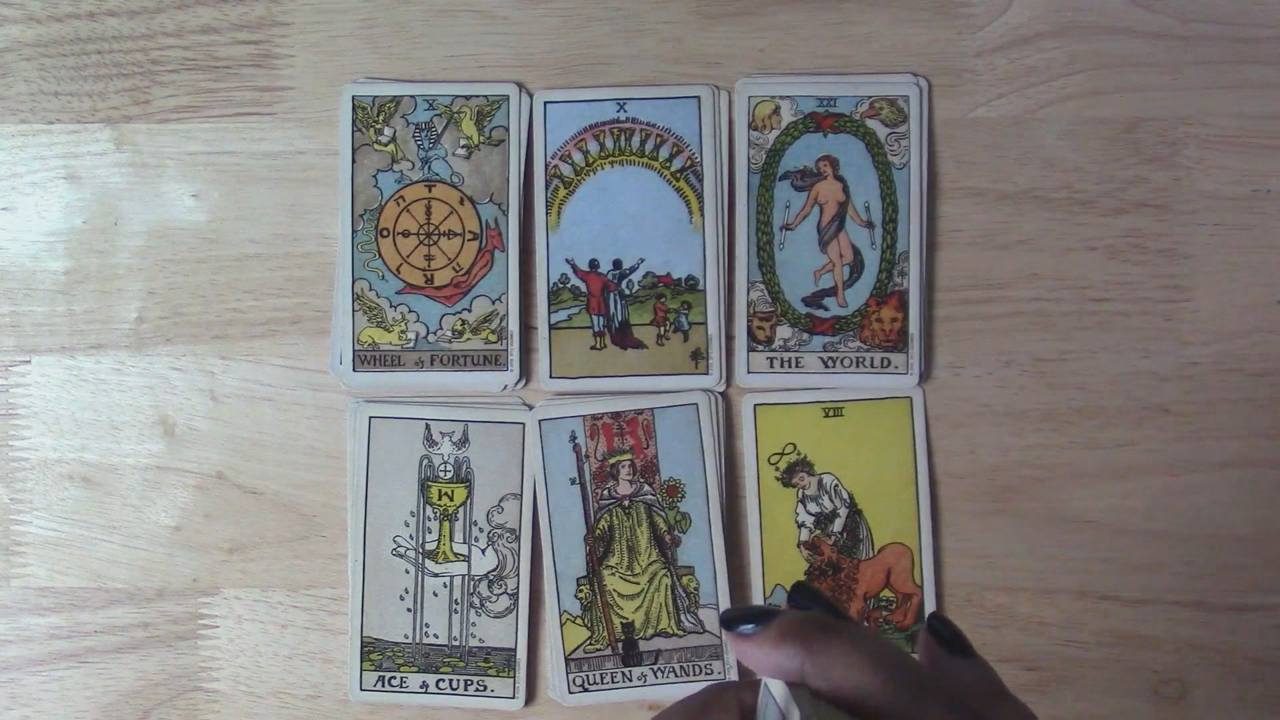 X
X
XXI
T
A
R
O
WHEEL of FORTUNE.
THE WORLD.
VIII
W
ACE of CUPS.
QUEEN of WANDS.